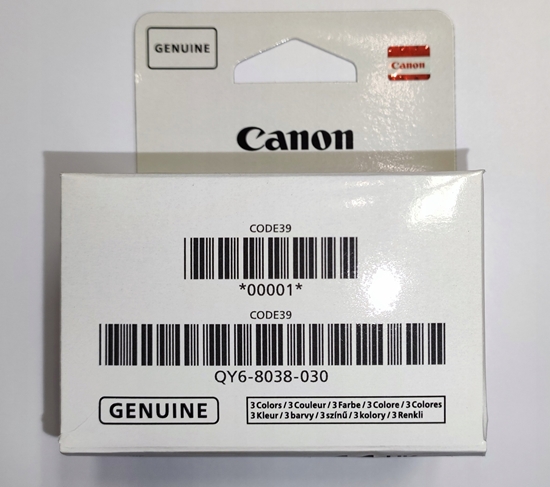 GENUINE
Canon
Canon
CODE39
*00001*
CODE39
QY6-8038-030
GENUINE
3 Colors / 3 Couleur / 3 Farbe / 3 Colore / 3 Colores
3 Kleur / 3 barvy / 3 színű / 3 kolory / 3 Renkli